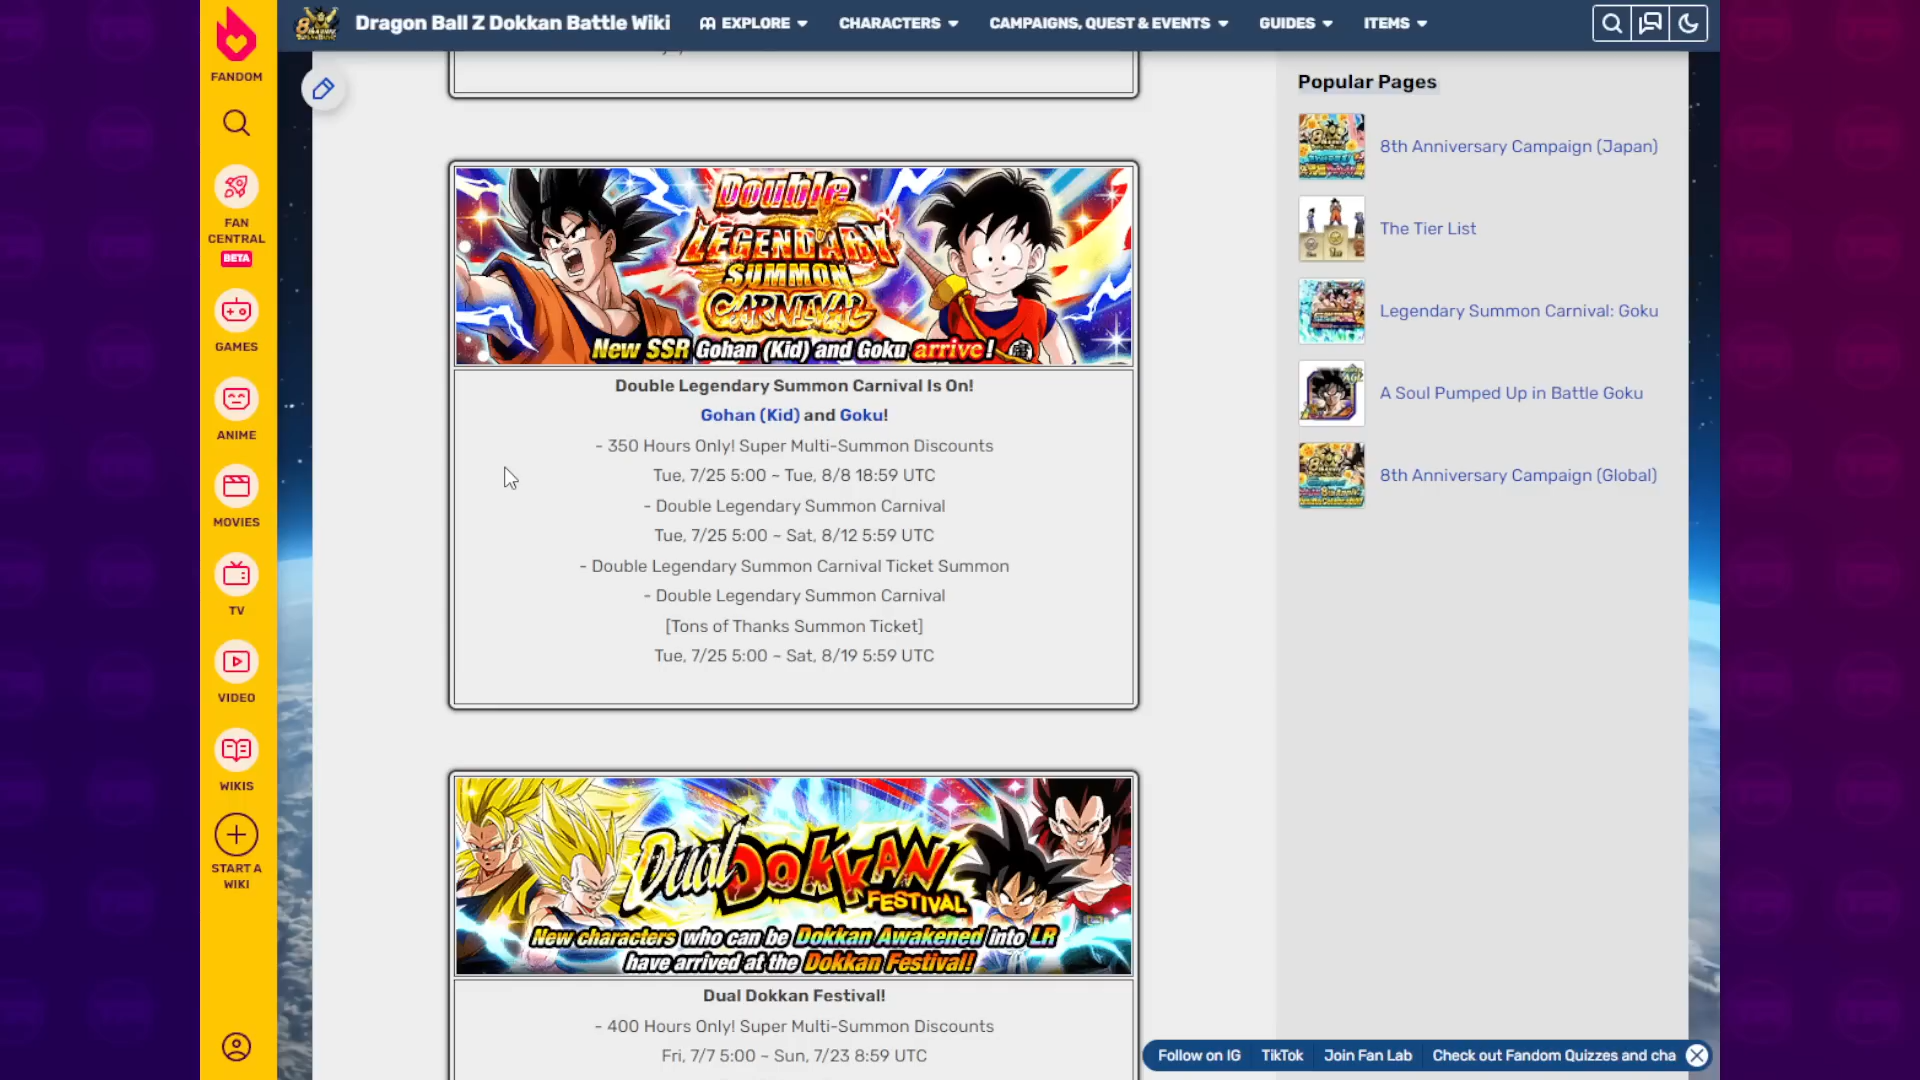 Dragon Ball Z Dokkan Battle Wiki
EXPLORE
CHARACTERS
CAMPAIGNS, QUEST & EVENTS
GUIDES
ITEMS
FANDOM
FAN
CENTRAL
BETA
GAMES
ANIME
MOVIES
TV
VIDEO
WIKIS
START A
WIKI
Double
LEGENDARY
SUMMON
CARNIVAL
New SSR Gohan (Kid) and Goku arrive!
Double Legendary Summon Carnival Is On!
Gohan (Kid) and Goku!
- 350 Hours Only! Super Multi-Summon Discounts
Tue, 7/25 5:00 ~ Tue, 8/8 18:59 UTC
- Double Legendary Summon Carnival
Tue, 7/25 5:00 ~ Sat, 8/12 5:59 UTC
- Double Legendary Summon Carnival Ticket Summon
- Double Legendary Summon Carnival
[Tons of Thanks Summon Ticket]
Tue, 7/25 5:00 ~ Sat, 8/19 5:59 UTC
Dual DOKKAN
FESTIVAL
New characters who can be Dokkan Awakened into LR
have arrived at the Dokkan Festival!
Dual Dokkan Festival!
- 400 Hours Only! Super Multi-Summon Discounts
Fri, 7/7 5:00 ~ Sun, 7/23 8:59 UTC
Popular Pages
8th Anniversary Campaign (Japan)
The Tier List
Legendary Summon Carnival: Goku
A Soul Pumped Up in Battle Goku
8th Anniversary Campaign (Global)
Follow on IG
TikTok
Join Fan Lab
Check out Fandom Quizzes and cha